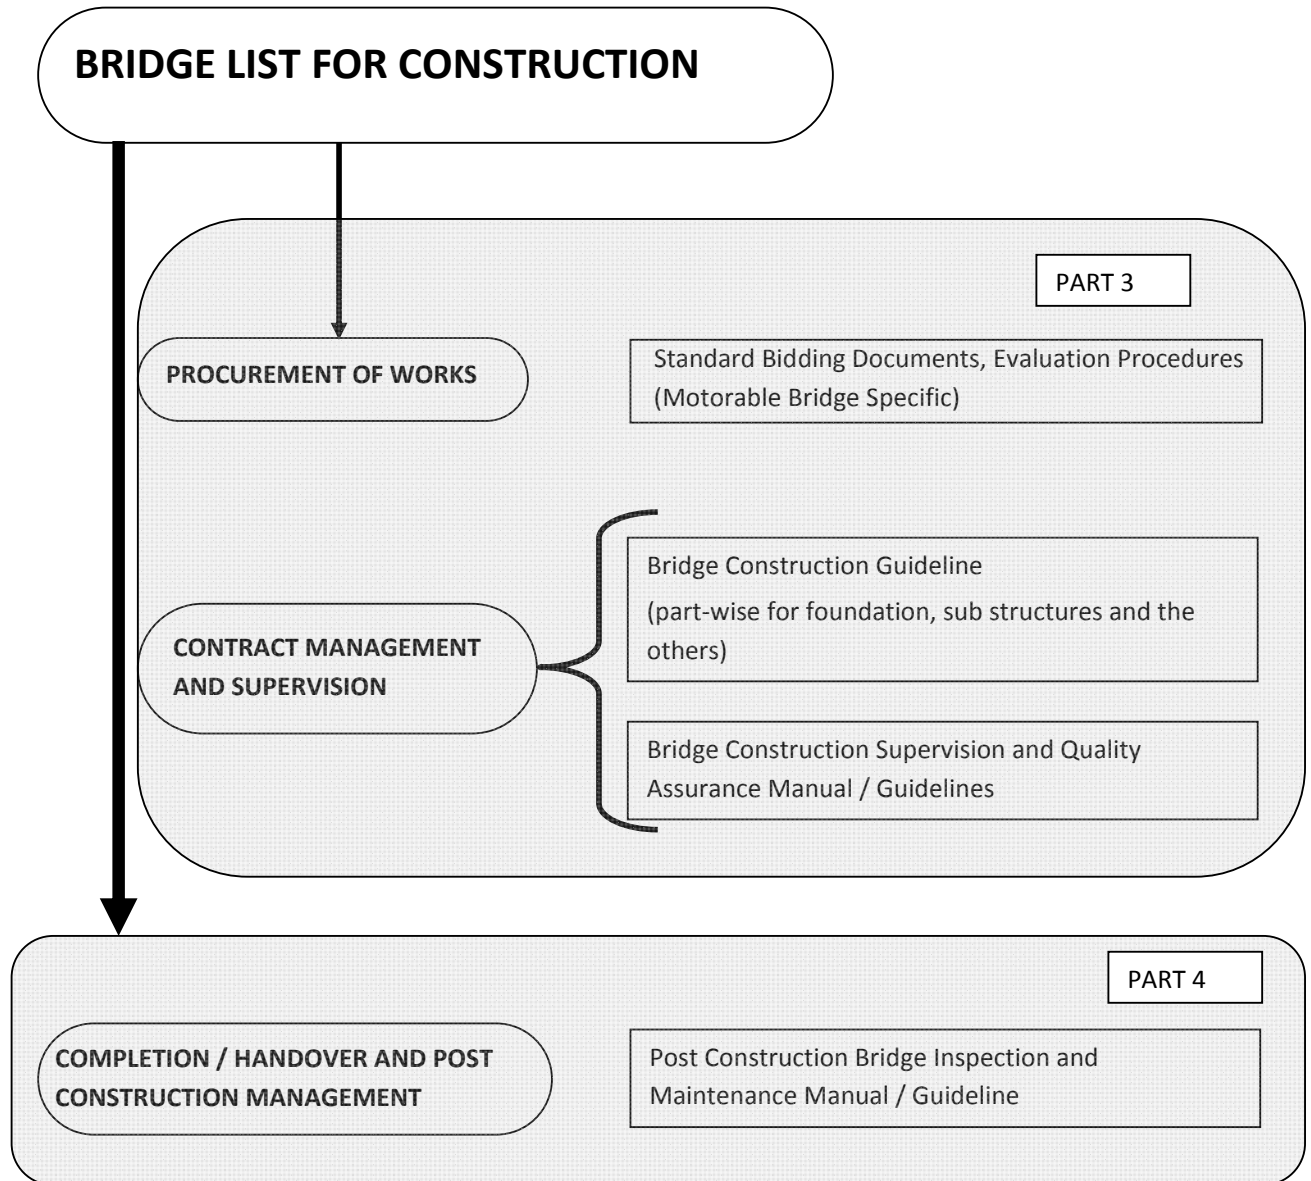 BRIDGE LIST FOR CONSTRUCTION
PART 3
PROCUREMENT OF WORKS
Standard Bidding Documents, Evaluation Procedures
(Motorable Bridge Specific)
Bridge Construction Guideline
(part-wise for foundation, sub structures and the
others)
CONTRACT MANAGEMENT
AND SUPERVISION
Bridge Construction Supervision and Quality
Assurance Manual / Guidelines
PART 4
COMPLETION / HANDOVER AND POST
CONSTRUCTION MANAGEMENT
Post Construction Bridge Inspection and
Maintenance Manual / Guideline